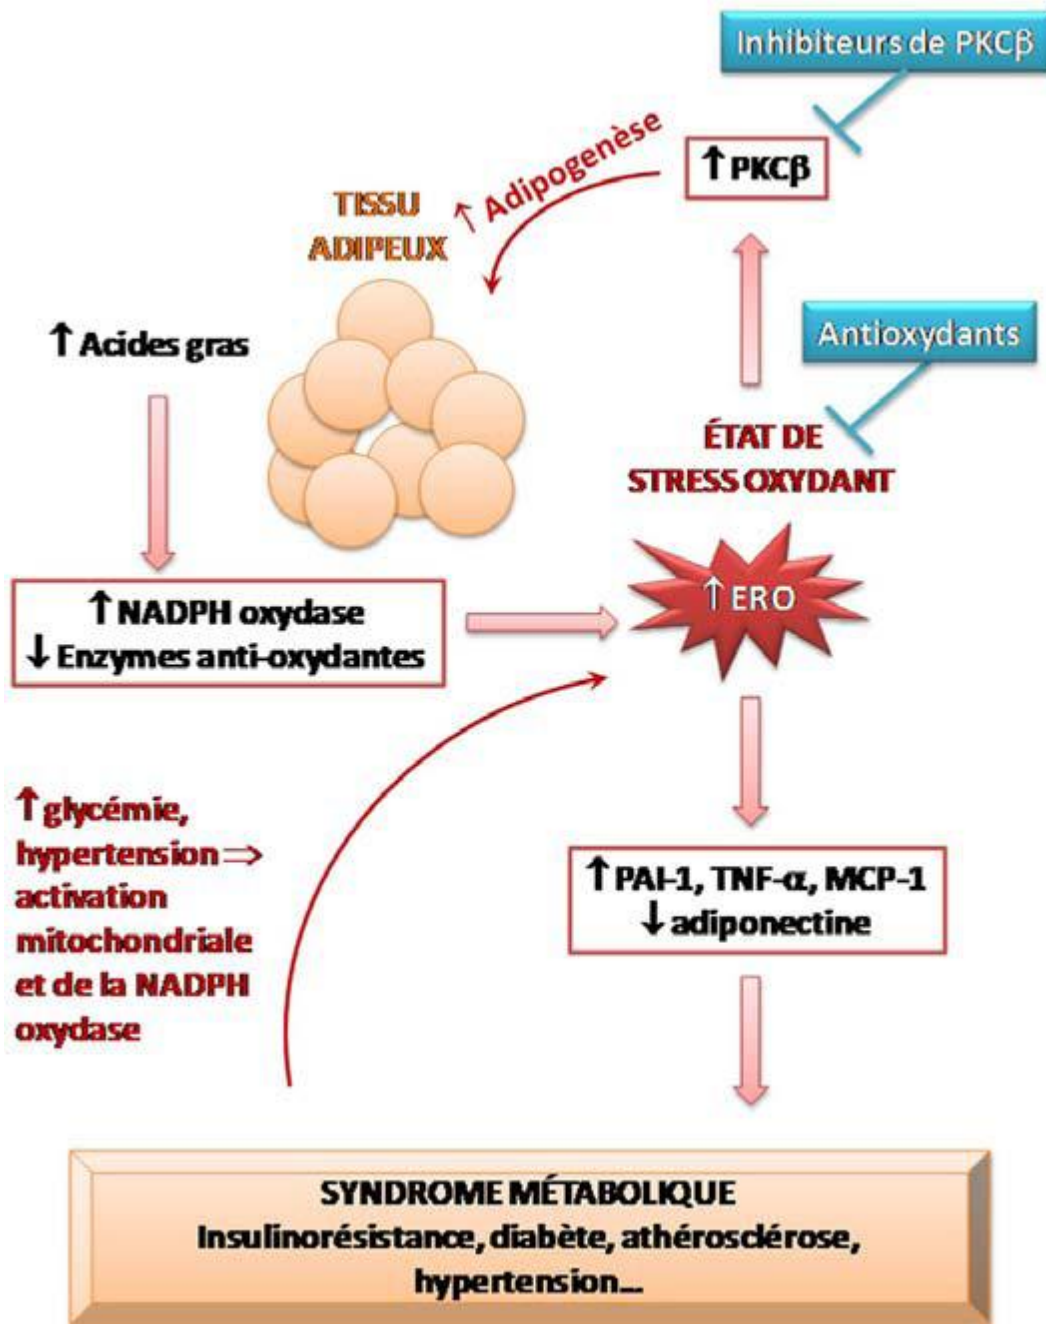 Inhibiteurs de PKCβ
↑ PKCβ
↑ Adipogenèse
TISSU
ADIPEUX
↑ Acides gras
Antioxydants
ÉTAT DE
STRESS OXYDANT
↑ ERO
↑ NADPH oxydase
↓ Enzymes anti-oxydantes
↑ glycémie,
hypertension ⇒
activation
mitochondriale
et de la NADPH
oxydase
↑ PAI-1, TNF-α, MCP-1
↓ adiponectine
SYNDROME MÉTABOLIQUE
Insulinorésistance, diabète, athérosclérose,
hypertension...